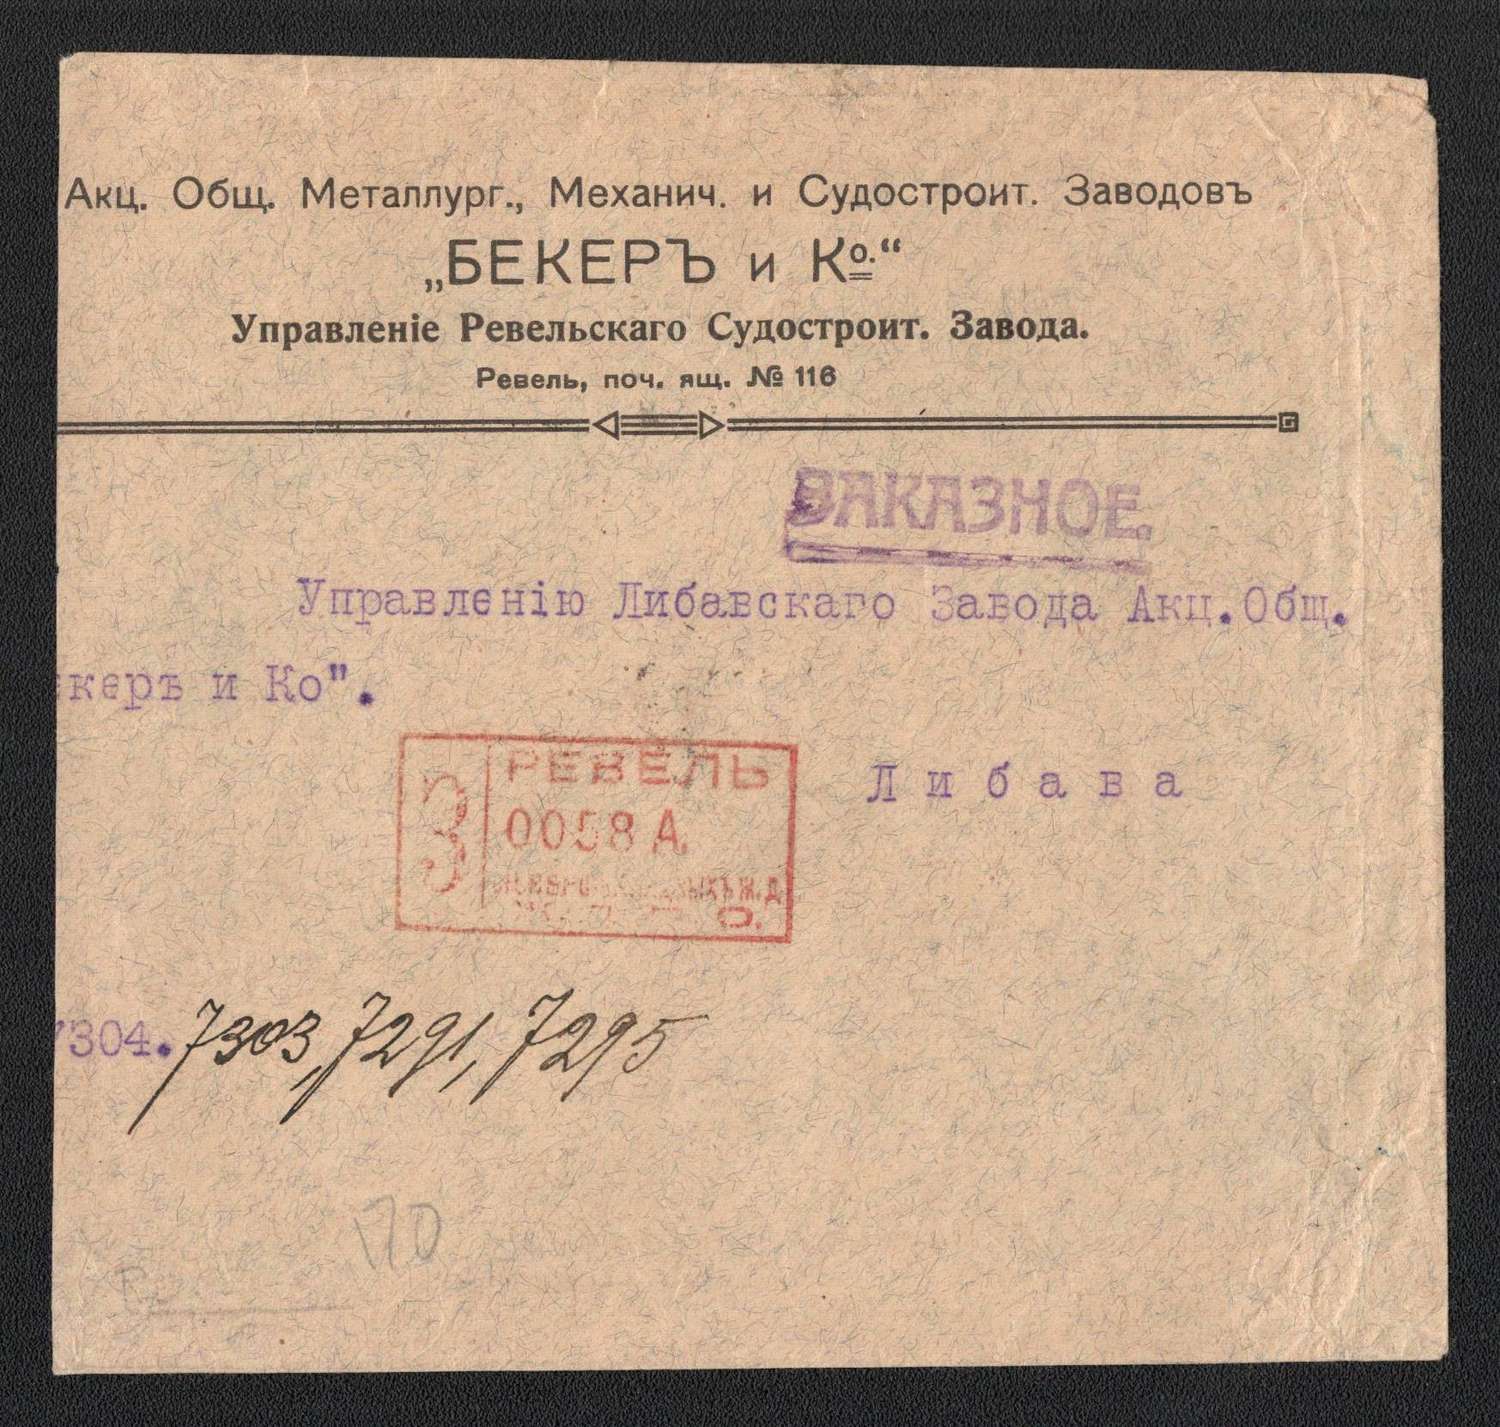 Акц. Общ. Металлург., Механич. и Судостроит. Заводовъ
„БЕКЕРЪ и Ко.“
Управленіе Ревельскаго Судостроит. Завода.
Ревель, поч. ящ. № 116
ЗАКАЗНОЕ.
Управленію Либавскаго Завода Акц.Общ.
екеръ и Ко".
Либава
З
РЕВЕЛЬ
0058 А.
Ж.Д.
О.
7304. 7303, 7291, 7295
170